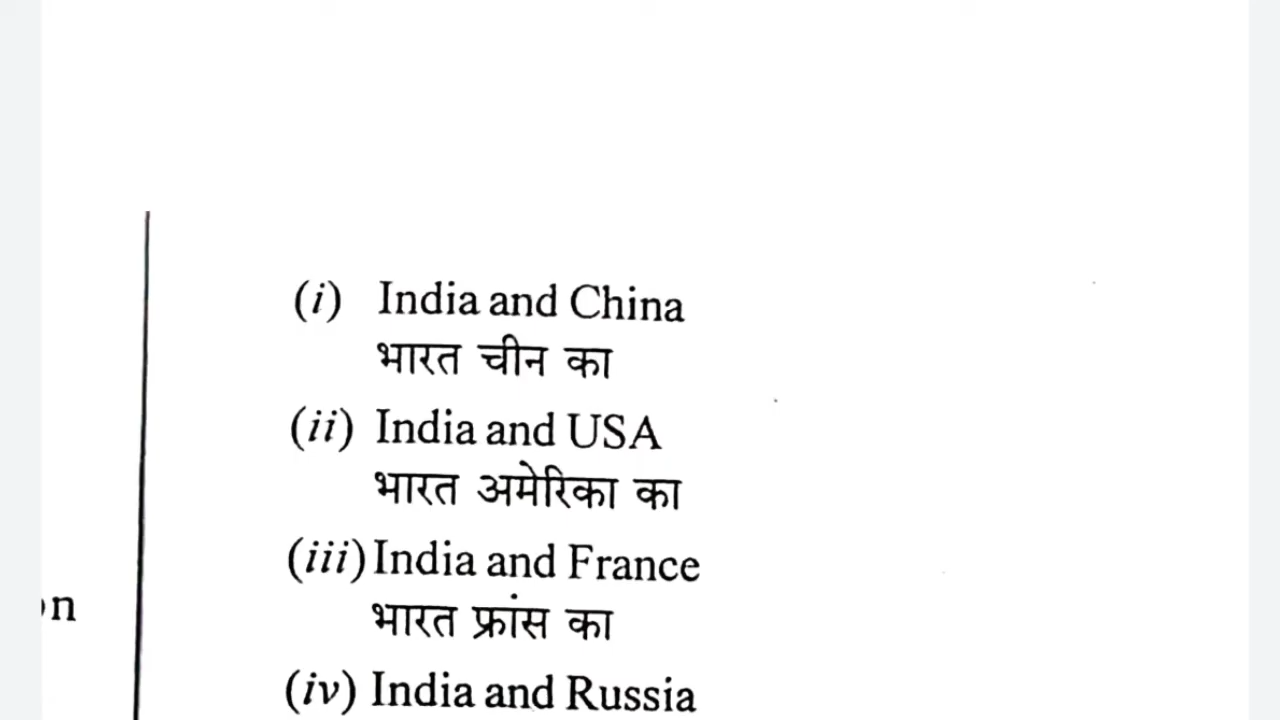 (i) India and China
भारत चीन का
(ii) India and USA
भारत अमेरिका का
(iii) India and France
भारत फ्रांस का
on
(iv) India and Russia